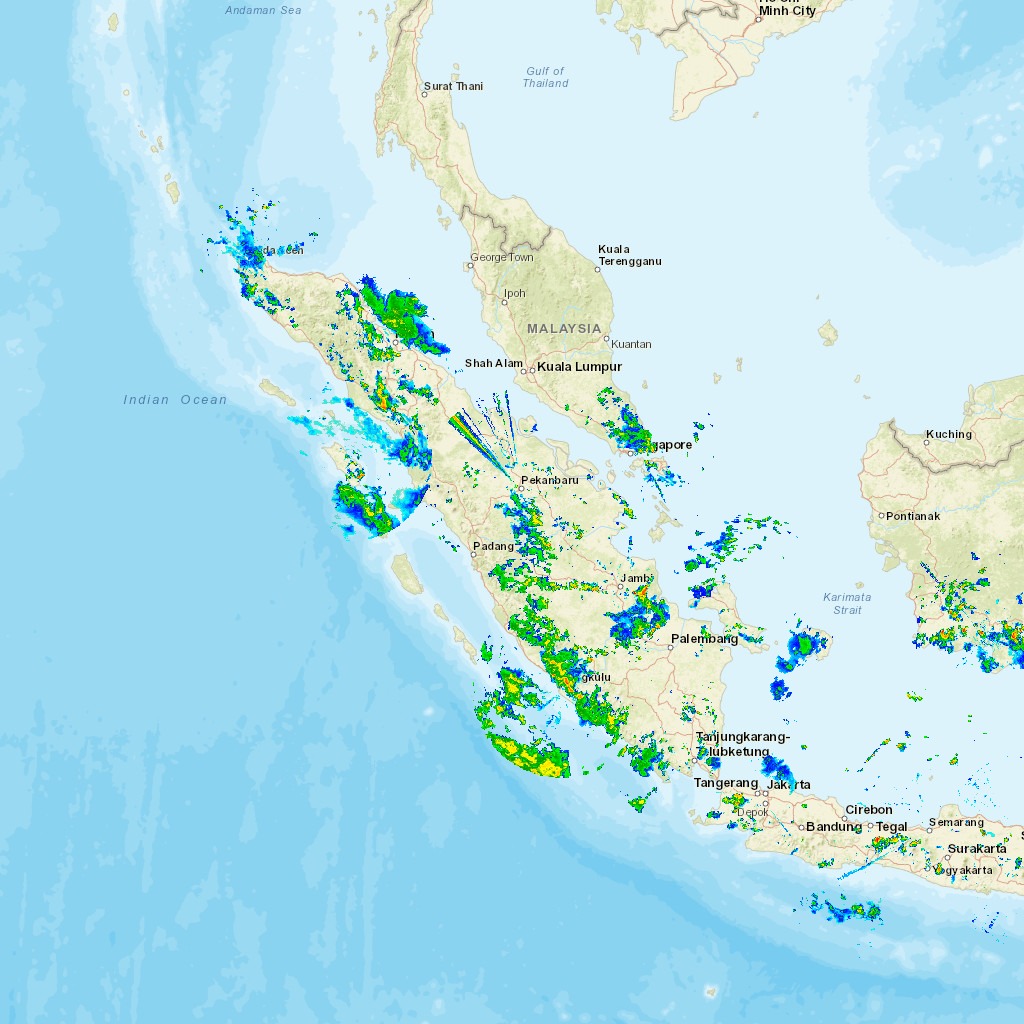 Andaman Sea
Minh City
Gulf of
Thailand
Surat Thani
Kuala
Terengganu
George Town
Ipoh
MALAYSIA
Kuantan
Shah Alam
Kuala Lumpur
Indian Ocean
Kuching
Pekanbaru
Pontianak
Padang
Jamb
Karimata
Strait
Palembang
Tanjungkarang-
Tangerang
Jakarta
Depok
Cirebon
Bandung
Tegal
Semarang
Surakarta
Yogyakarta